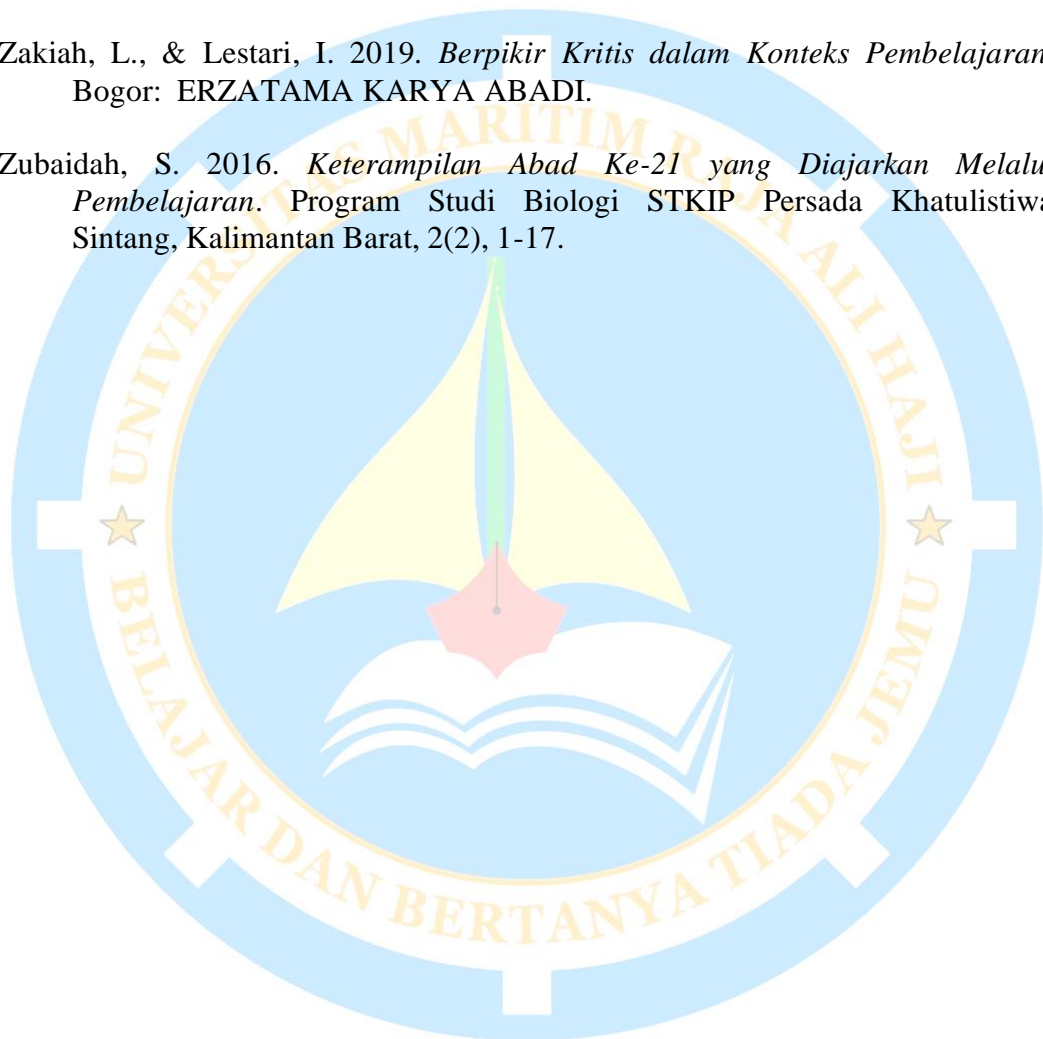 Zakiah, L., & Lestari, I. 2019. Berpikir Kritis dalam Konteks Pembelajaran
Bogor: ERZATAMA KARYA ABADI.
Zubaidah, S. 2016. Keterampilan Abad Ke-21 yang Diajarkan Melalu
Pembelajaran. Program Studi Biologi STKIP Persada Khatulistiwa
Sintang, Kalimantan Barat, 2(2), 1-17.
UNIVERSITAS MARITIM RAJA ALI HAJI
BELAJAR DAN BERTANYA TIADA JEMU